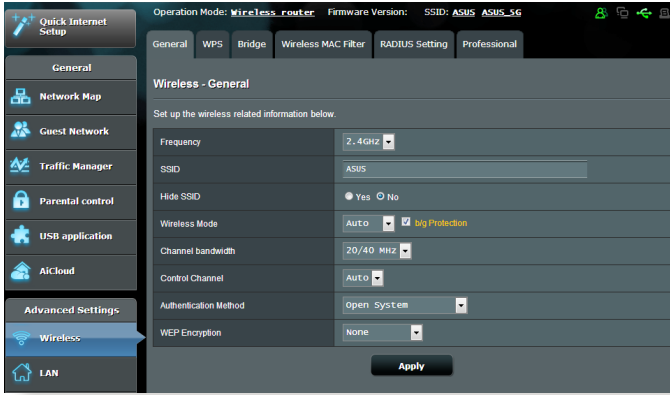 Quick Internet
Setup
Operation Mode: Wireless router Firmware Version: SSID: ASUS ASUS_5G
General WPS Bridge Wireless MAC Filter RADIUS Setting Professional
General
Network Map
Guest Network
Traffic Manager
Parental control
USB application
AiCloud
Advanced Settings
Wireless
LAN
Wireless - General
Set up the wireless related information below.
Frequency 2.4GHz
SSID ASUS
Hide SSID Yes No
Wireless Mode Auto b/g Protection
Channel bandwidth 20/40 MHz
Control Channel Auto
Authentication Method Open System
WEP Encryption None
Apply